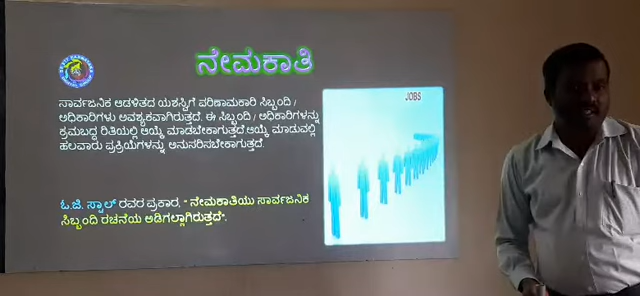 ನೇಮಕಾತಿ
ಸಾರ್ವಜನಿಕ ಆಡಳಿತದ ಯಶಸ್ಸಿಗೆ ಪರಿಣಾಮಕಾರಿ ಸಿಬ್ಬಂದಿ /
ಅಧಿಕಾರಿಗಳು ಅವಶ್ಯಕವಾಗಿರುತ್ತದೆ. ಈ ಸಿಬ್ಬಂದಿ / ಅಧಿಕಾರಿಗಳನ್ನು
ಕ್ರಮಬದ್ಧ ರಿತಿಯಲ್ಲಿ ಆಯ್ಕೆ ಮಾಡಬೇಕಾಗುತ್ತದೆ.ಆಯ್ಕೆ ಮಾಡುವಲ್ಲಿ
ಹಲವಾರು ಪ್ರಕ್ರಿಯೆಗಳನ್ನು ಅನುಸರಿಸಬೇಕಾಗುತ್ತದೆ.
JOBS
ಓ.ಜಿ. ಸ್ಟಾಲ್ ರವರ ಪ್ರಕಾರ, " ನೇಮಕಾತಿಯು ಸಾರ್ವಜನಿಕ
ಸಿಬ್ಬಂದಿ ರಚನೆಯ ಅಡಿಗಲ್ಲಾಗಿರುತ್ತದೆ".